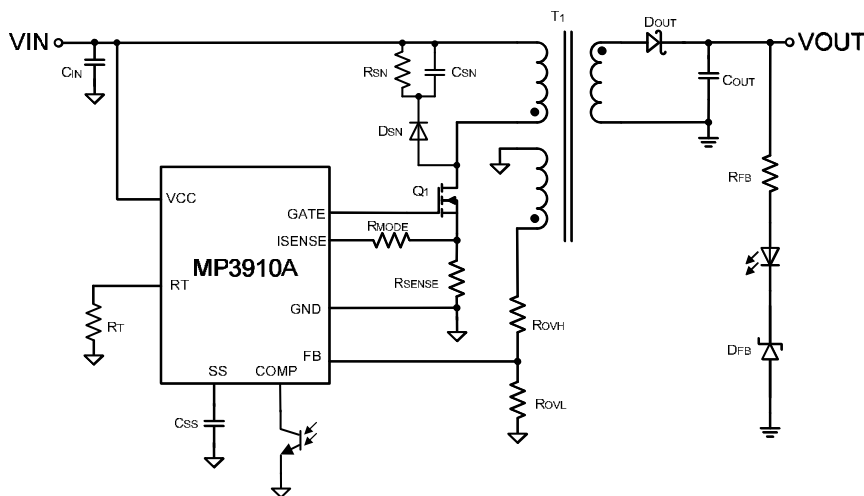 T1
DOUT
VIN
VOUT
CIN
RSN
CSN
COUT
DSN
RFB
Q1
VCC
GATE
RMODE
ISENSE
MP3910A
RSENSE
RT
GND
RT
ROVH
FB
DFB
SS
COMP
ROVL
CSS